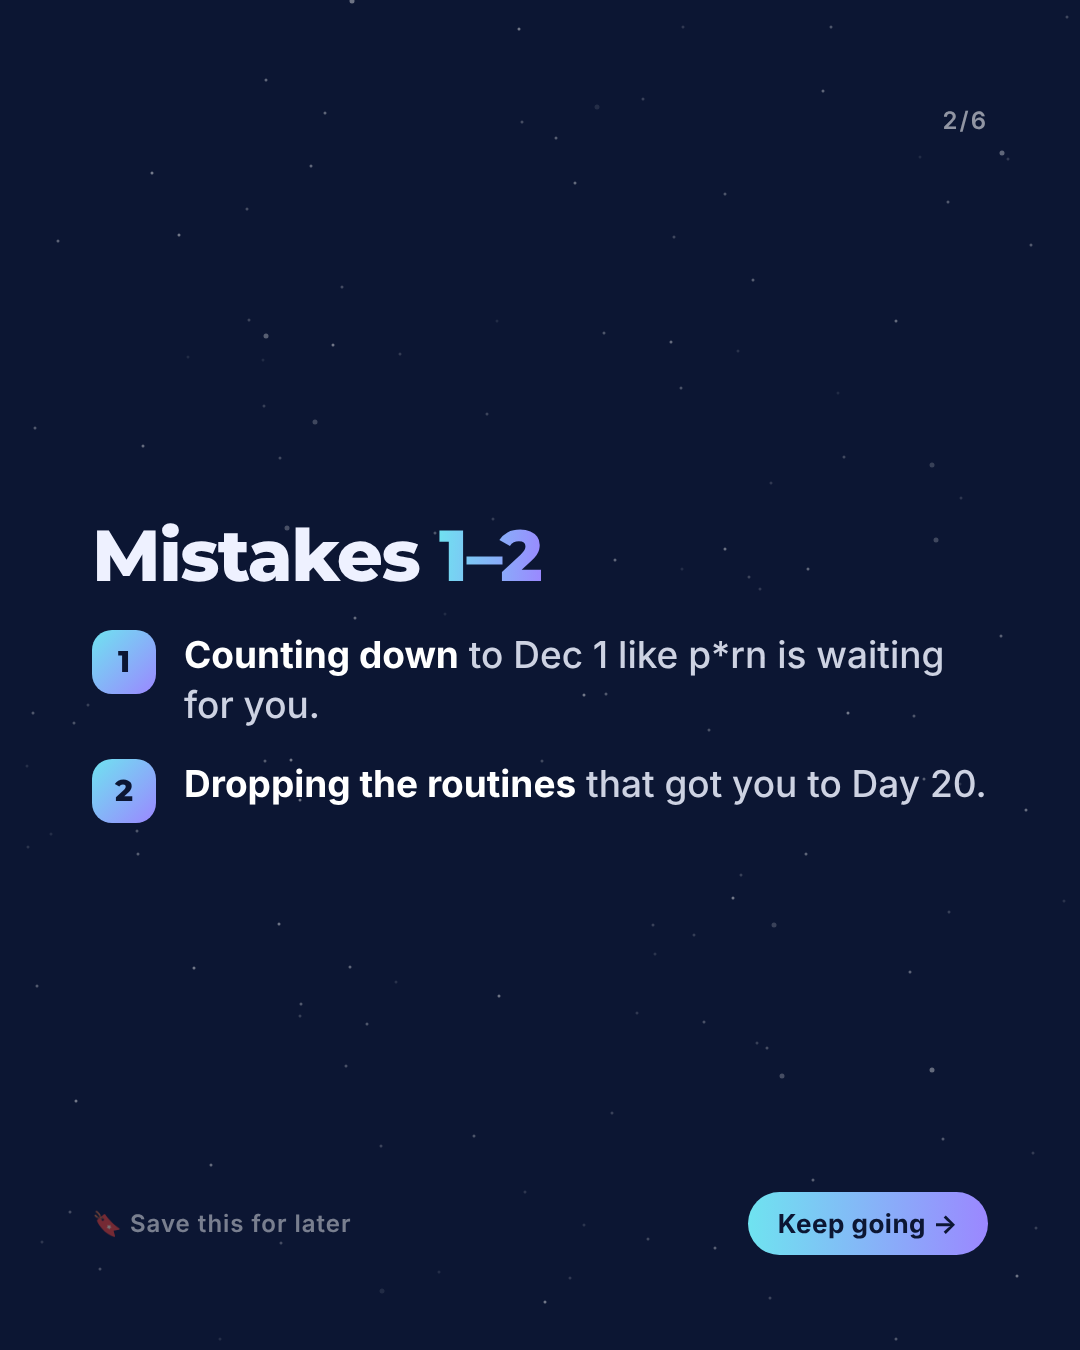 2/6
Mistakes 1–2
1 Counting down to Dec 1 like p*rn is waiting
for you.
2 Dropping the routines that got you to Day 20.
🔖 Save this for later
Keep going →